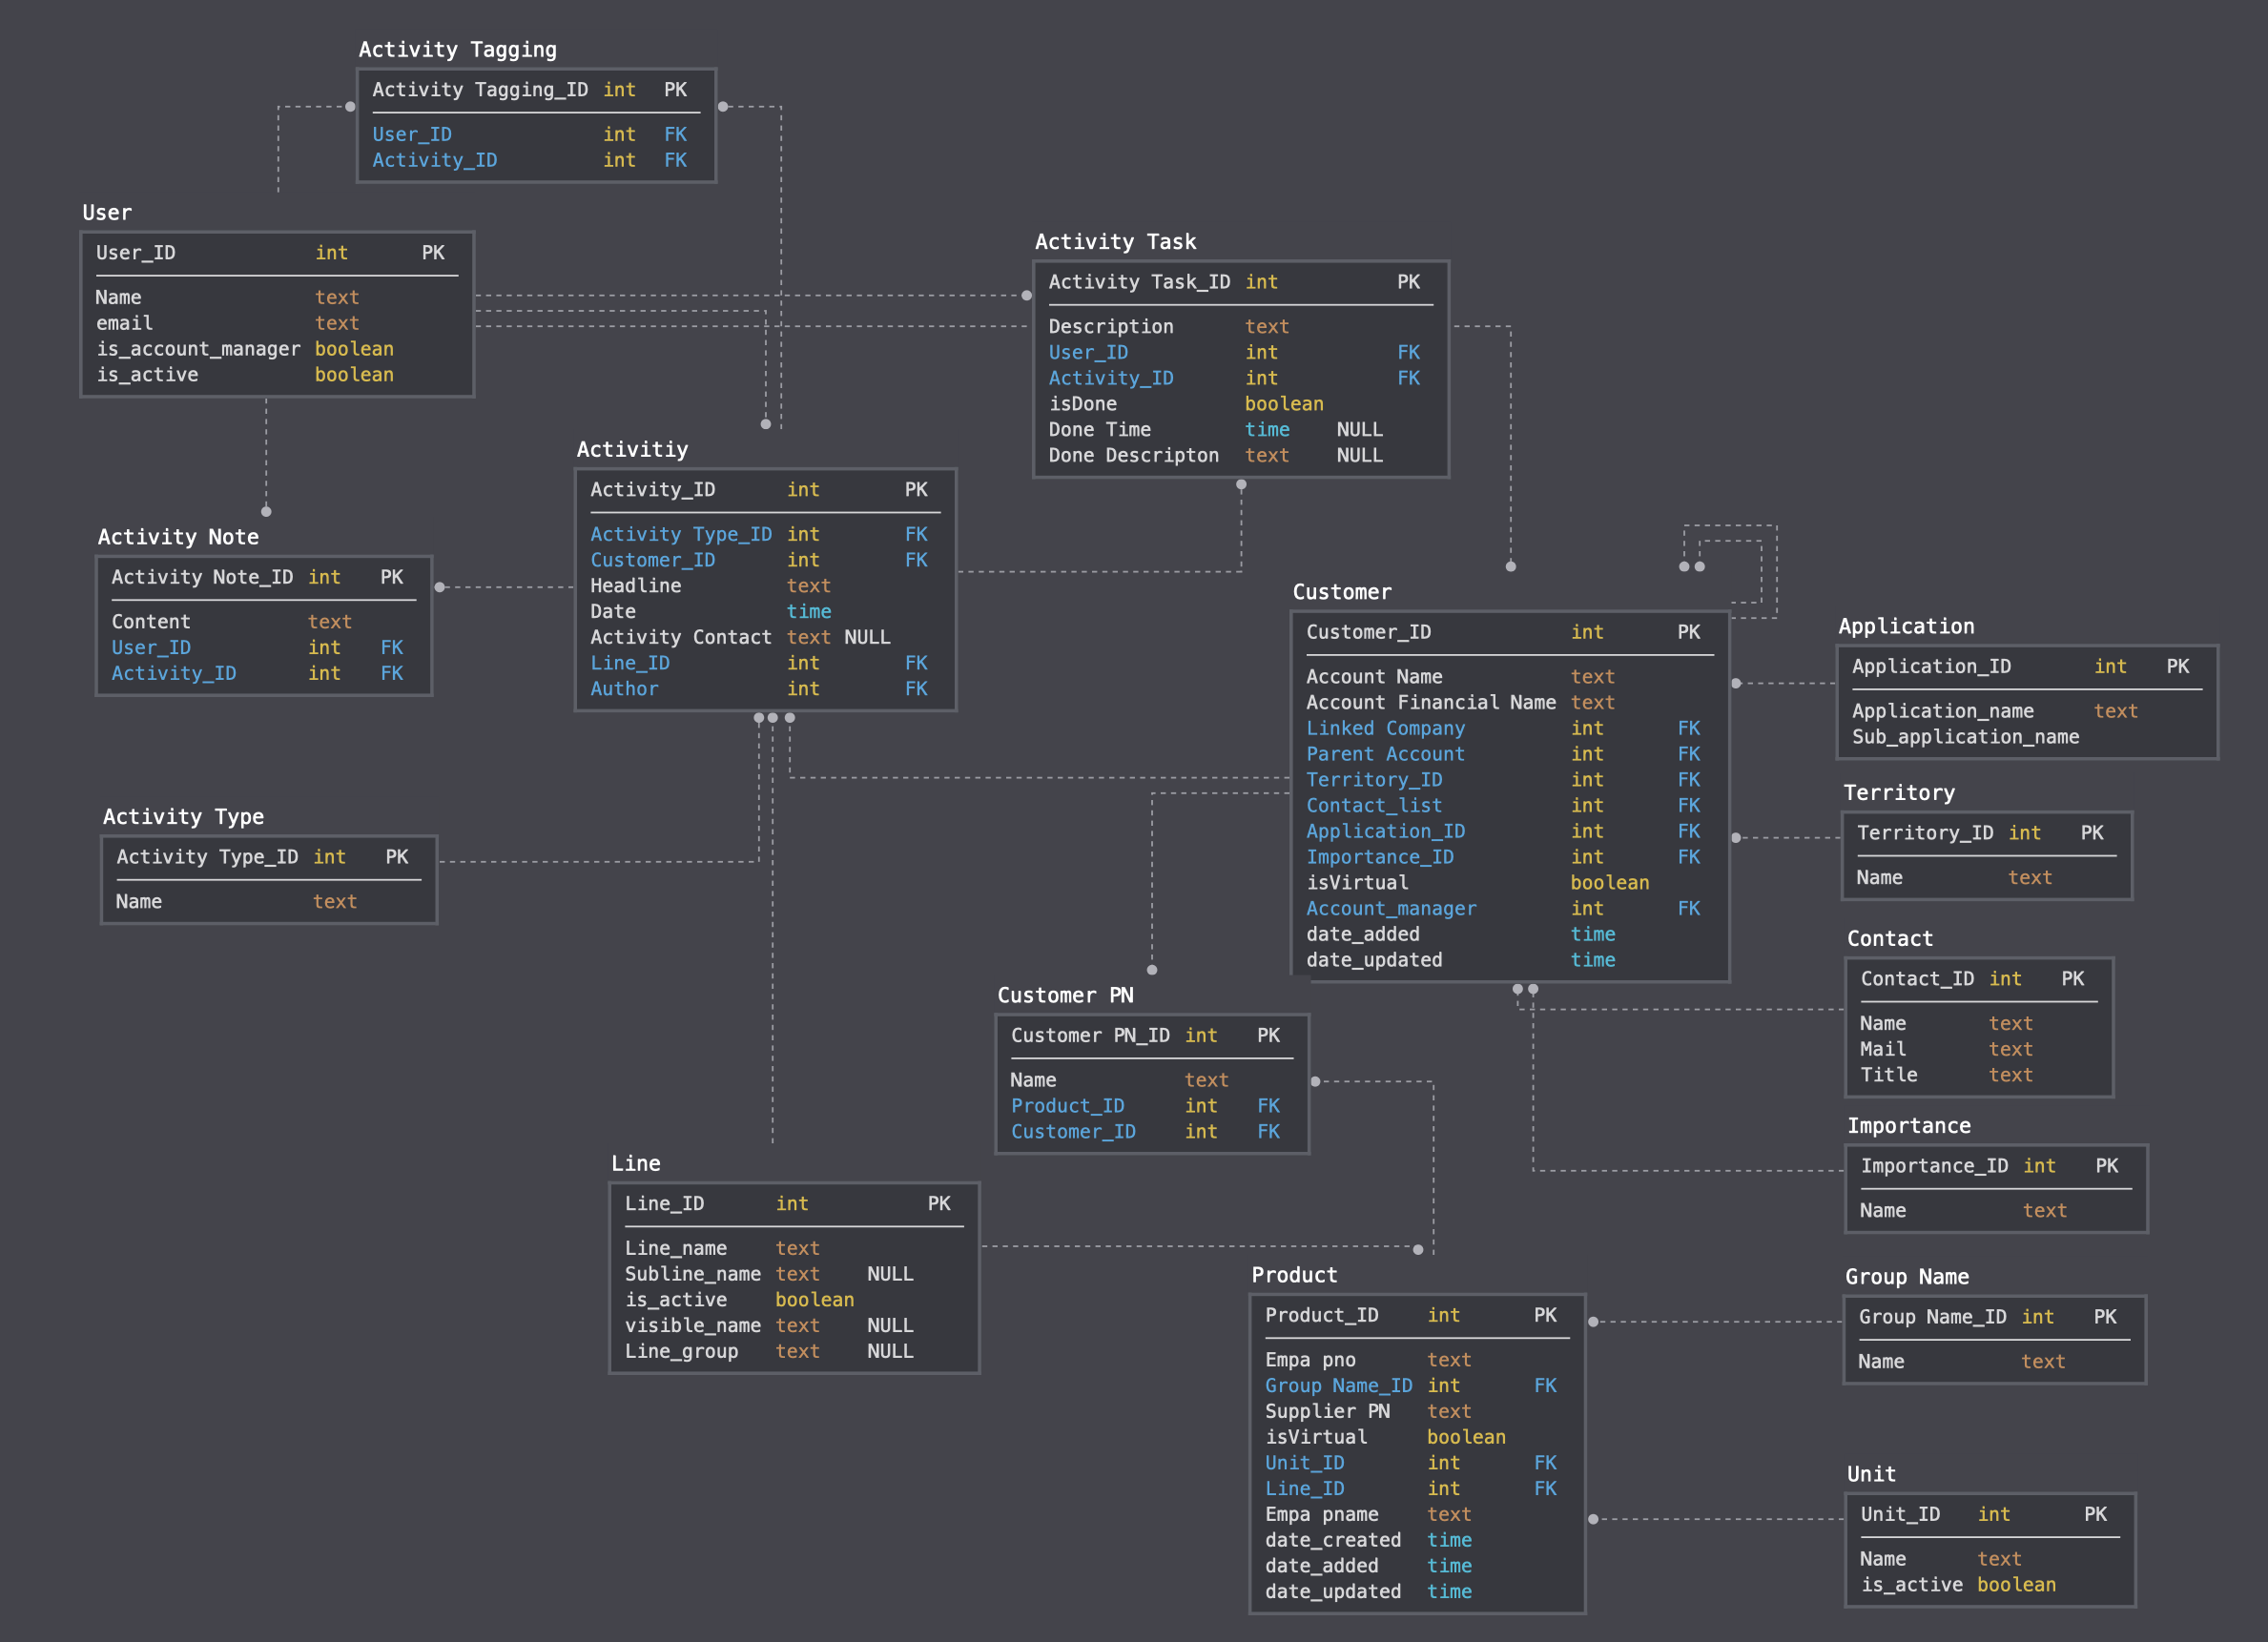 Activity Tagging
Activity Tagging_ID int PK
User_ID int FK
Activity_ID int FK
User
User_ID int PK
Name text
email text
is_account_manager boolean
is_active boolean
Activity Task
Activity Task_ID int PK
Description text
User_ID int FK
Activity_ID int FK
isDone boolean
Done Time time NULL
Done Descripton text NULL
Activitiy
Activity_ID int PK
Activity Type_ID int FK
Customer_ID int FK
Headline text
Date time
Activity Contact text NULL
Line_ID int FK
Author int FK
Activity Note
Activity Note_ID int PK
Content text
User_ID int FK
Activity_ID int FK
Customer
Customer_ID int PK
Account Name text
Account Financial Name text
Linked Company int FK
Parent Account int FK
Territory_ID int FK
Contact_list int FK
Application_ID int FK
Importance_ID int FK
isVirtual boolean
Account_manager int FK
date_added time
date_updated time
Application
Application_ID int PK
Application_name text
Sub_application_name
Territory
Territory_ID int PK
Name text
Activity Type
Activity Type_ID int PK
Name text
Contact
Contact_ID int PK
Name text
Mail text
Title text
Customer PN
Customer PN_ID int PK
Name text
Product_ID int FK
Customer_ID int FK
Importance
Importance_ID int PK
Name text
Line
Line_ID int PK
Line_name text
Subline_name text NULL
is_active boolean
visible_name text NULL
Line_group text NULL
Product
Product_ID int PK
Empa pno text
Group Name_ID int FK
Supplier PN text
isVirtual boolean
Unit_ID int FK
Line_ID int FK
Empa pname text
date_created time
date_added time
date_updated time
Group Name
Group Name_ID int PK
Name text
Unit
Unit_ID int PK
Name text
is_active boolean